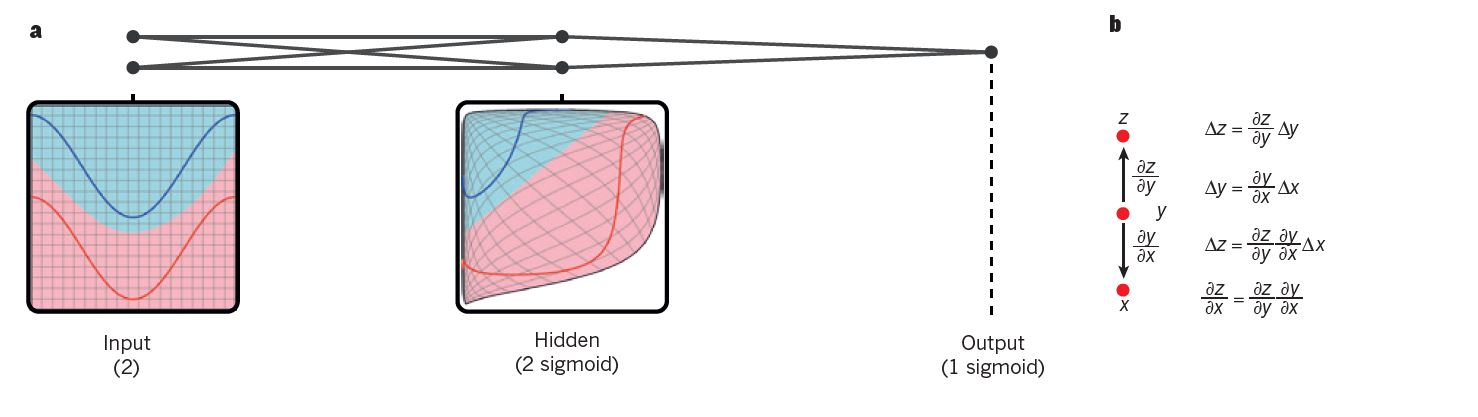 a
Input
(2)
Hidden
(2 sigmoid)
Output
(1 sigmoid)
b
z
∂z/∂y
y
∂y/∂x
x
Δz = ∂z/∂y Δy
Δy = ∂y/∂x Δx
Δz = ∂z/∂y ∂y/∂x Δx
∂z/∂x = ∂z/∂y ∂y/∂x